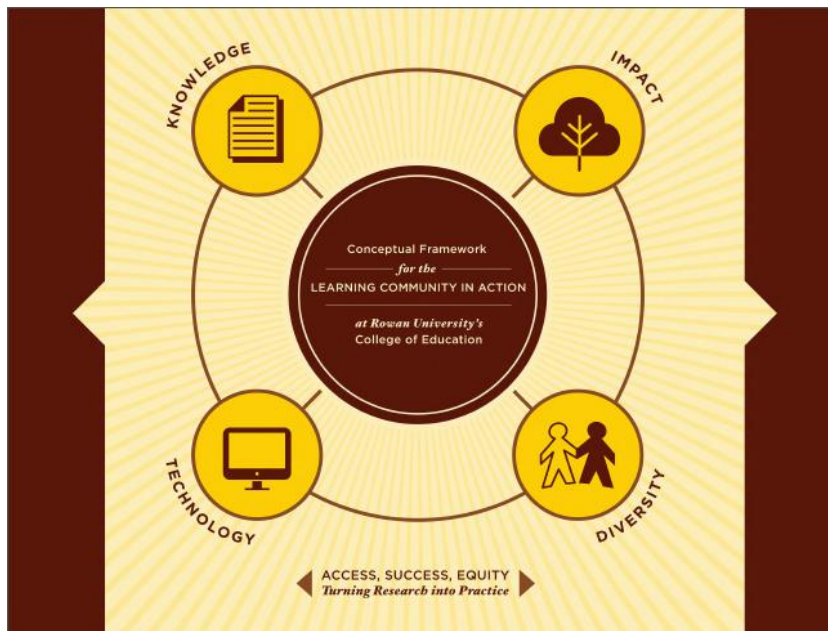 KNOWLEDGE
IMPACT
Conceptual Framework
for the
LEARNING COMMUNITY IN ACTION
at Rowan University's
College of Education
TECHNOLOGY
DIVERSITY
ACCESS, SUCCESS, EQUITY
Turning Research into Practice